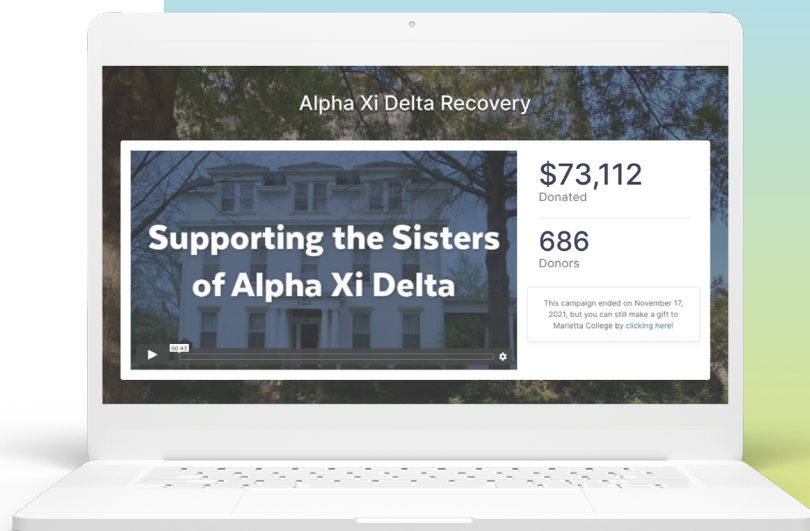 Alpha Xi Delta Recovery
Supporting the Sisters
of Alpha Xi Delta
00:43
$73,112
Donated
686
Donors
This campaign ended on November 17,
2021, but you can still make a gift to
Marietta College by clicking here!